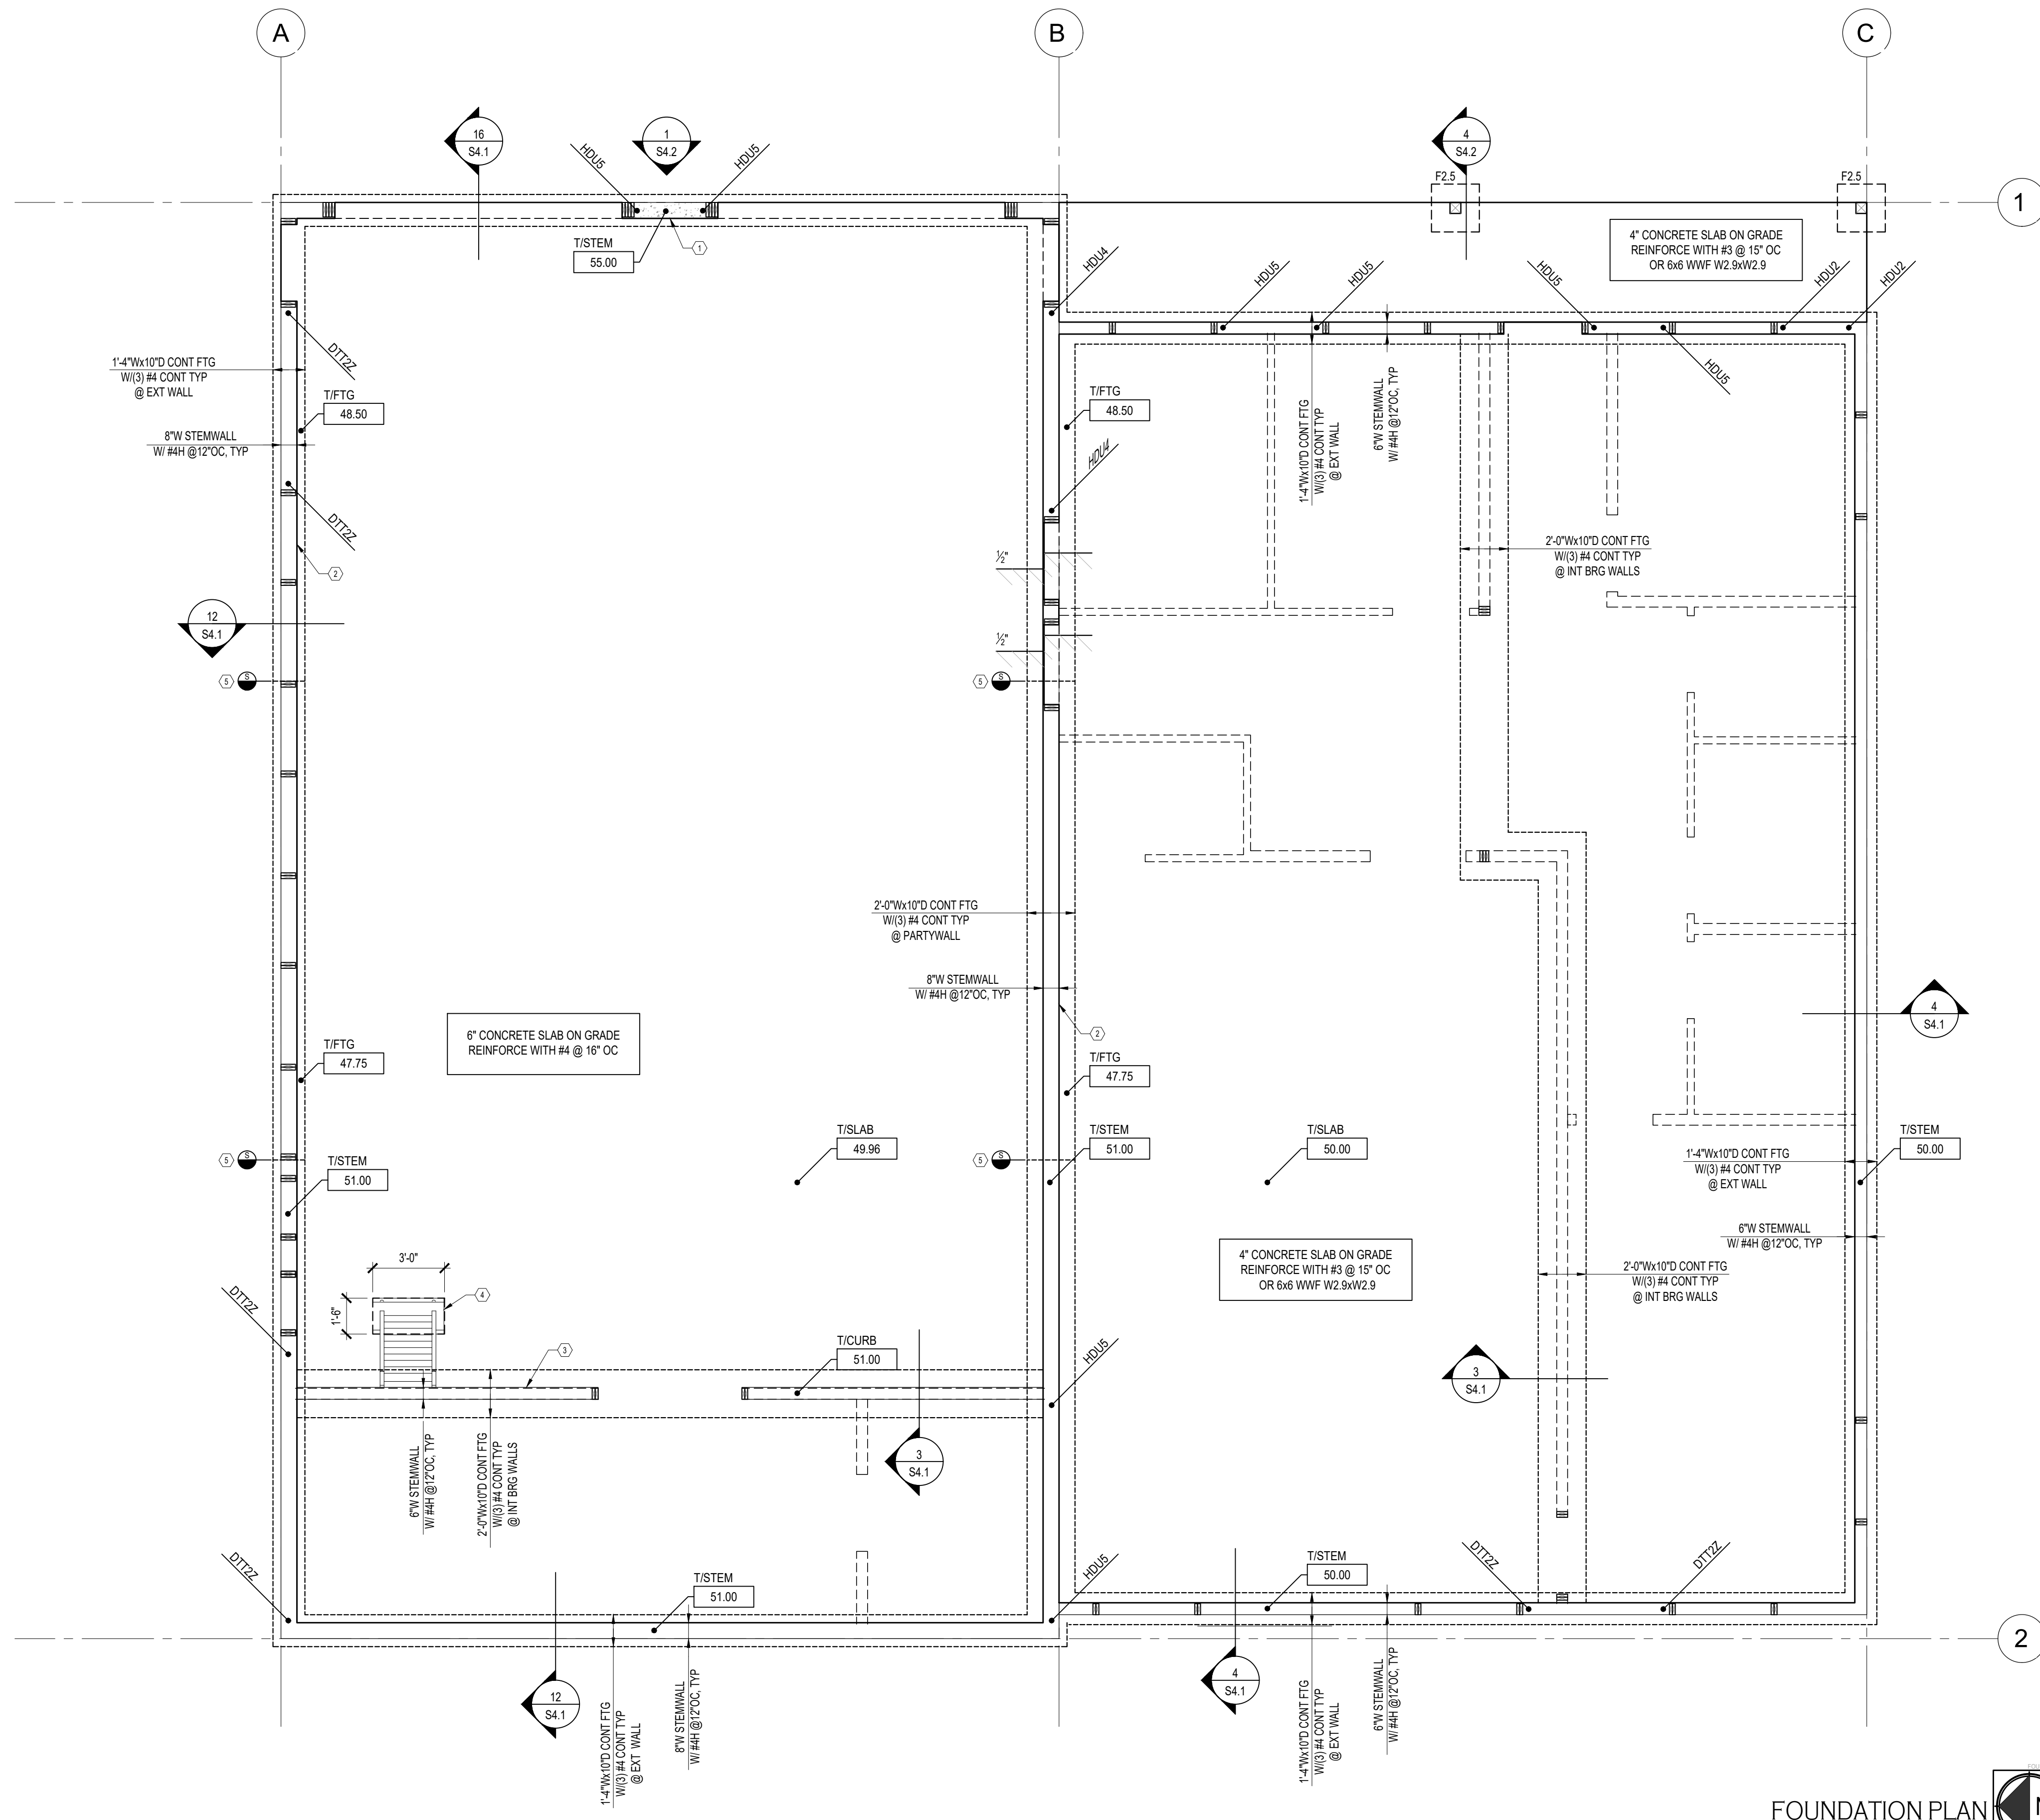 A
B
C
16
S4.1
1
S4.2
4
S4.2
HDU5
HDU5
F2.5
F2.5
1
T/STEM
55.00
1
4" CONCRETE SLAB ON GRADE
REINFORCE WITH #3 @ 15" OC
OR 6x6 WWF W2.9xW2.9
HDU4
HDU5
HDU5
HDU5
HDU2
HDU2
HDU5
DTT2Z
1'-4"Wx10"D CONT FTG
W/(3) #4 CONT TYP
@ EXT WALL
T/FTG
48.50
T/FTG
48.50
8"W STEMWALL
W/ #4H @12"OC, TYP
1'-4"Wx10"D CONT FTG
W/(3) #4 CONT TYP
@ EXT WALL
6"W STEMWALL
W/ #4H @12"OC, TYP
HDU4
DTT2Z
2'-0"Wx10"D CONT FTG
W/(3) #4 CONT TYP
@ INT BRG WALLS
½"
2
12
S4.1
½"
5
S
5
S
2'-0"Wx10"D CONT FTG
W/(3) #4 CONT TYP
@ PARTYWALL
8"W STEMWALL
W/ #4H @12"OC, TYP
4
S4.1
6" CONCRETE SLAB ON GRADE
REINFORCE WITH #4 @ 16" OC
2
T/FTG
47.75
T/FTG
47.75
T/SLAB
49.96
T/STEM
51.00
T/SLAB
50.00
T/STEM
50.00
5
S
5
S
T/STEM
51.00
1'-4"Wx10"D CONT FTG
W/(3) #4 CONT TYP
@ EXT WALL
6"W STEMWALL
W/ #4H @12"OC, TYP
3'-0"
1'-6"
4
DTT2Z
4" CONCRETE SLAB ON GRADE
REINFORCE WITH #3 @ 15" OC
OR 6x6 WWF W2.9xW2.9
2'-0"Wx10"D CONT FTG
W/(3) #4 CONT TYP
@ INT BRG WALLS
3
T/CURB
51.00
HDU5
3
S4.1
6"W STEMWALL
W/ #4H @12"OC, TYP
2'-0"Wx10"D CONT FTG
W/(3) #4 CONT TYP
@ INT BRG WALLS
3
S4.1
DTT2Z
T/STEM
51.00
HDU5
T/STEM
50.00
DTT2Z
DTT2Z
2
12
S4.1
1'-4"Wx10"D CONT FTG
W/(3) #4 CONT TYP
@ EXT WALL
8"W STEMWALL
W/ #4H @12"OC, TYP
4
S4.1
1'-4"Wx10"D CONT FTG
W/(3) #4 CONT TYP
@ EXT WALL
6"W STEMWALL
W/ #4H @12"OC, TYP
FOUNDATION PLAN